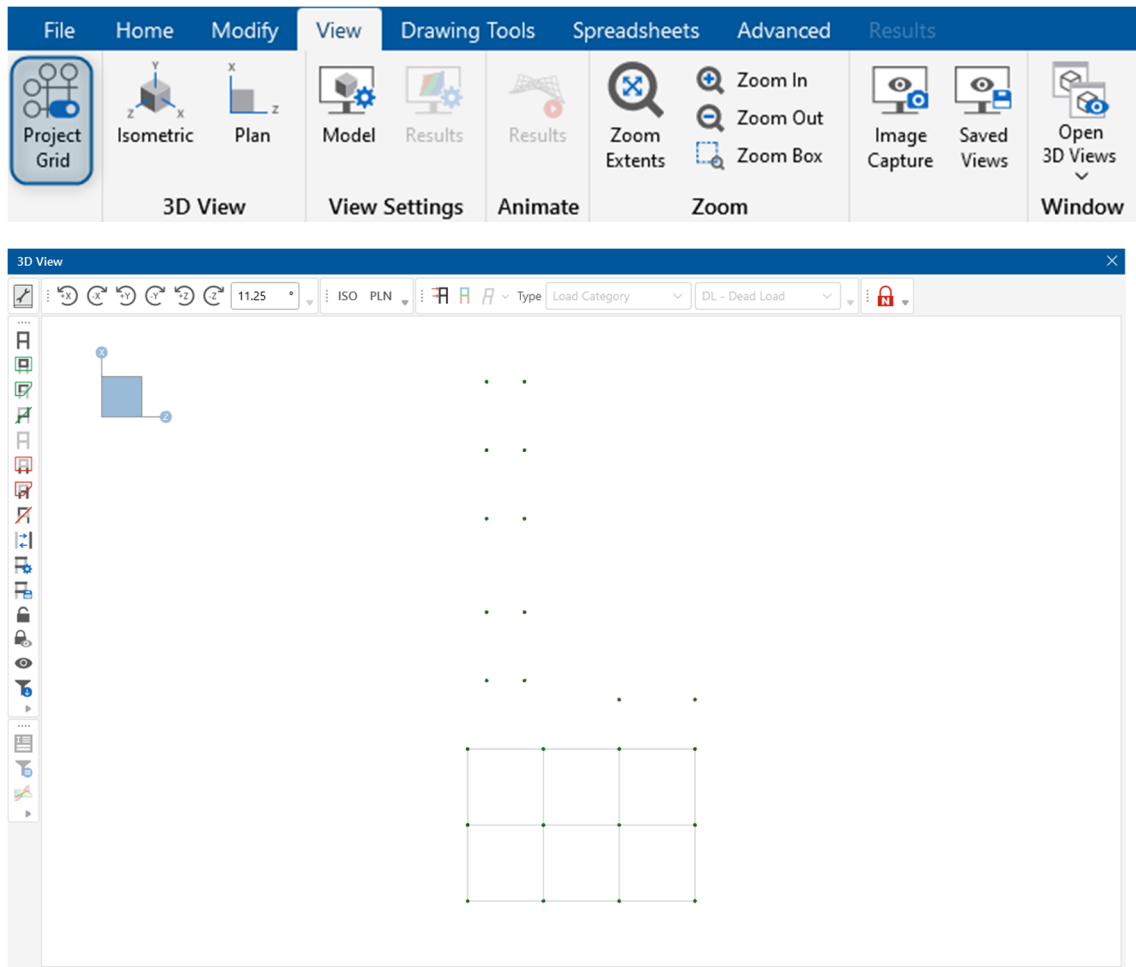 File Home Modify View Drawing Tools Spreadsheets Advanced Results
Project
Grid
Y
Z X
Isometric
X
Z
Plan
Model
Results
Results
Zoom
Extents
Zoom In
Zoom Out
Zoom Box
Image
Capture
Saved
Views
Open
3D Views
3D View View Settings Animate Zoom Window
3D View
+X -X +Y -Y +Z -Z 11.25 ° ISO PLN Type Load Category DL - Dead Load N
X
Z